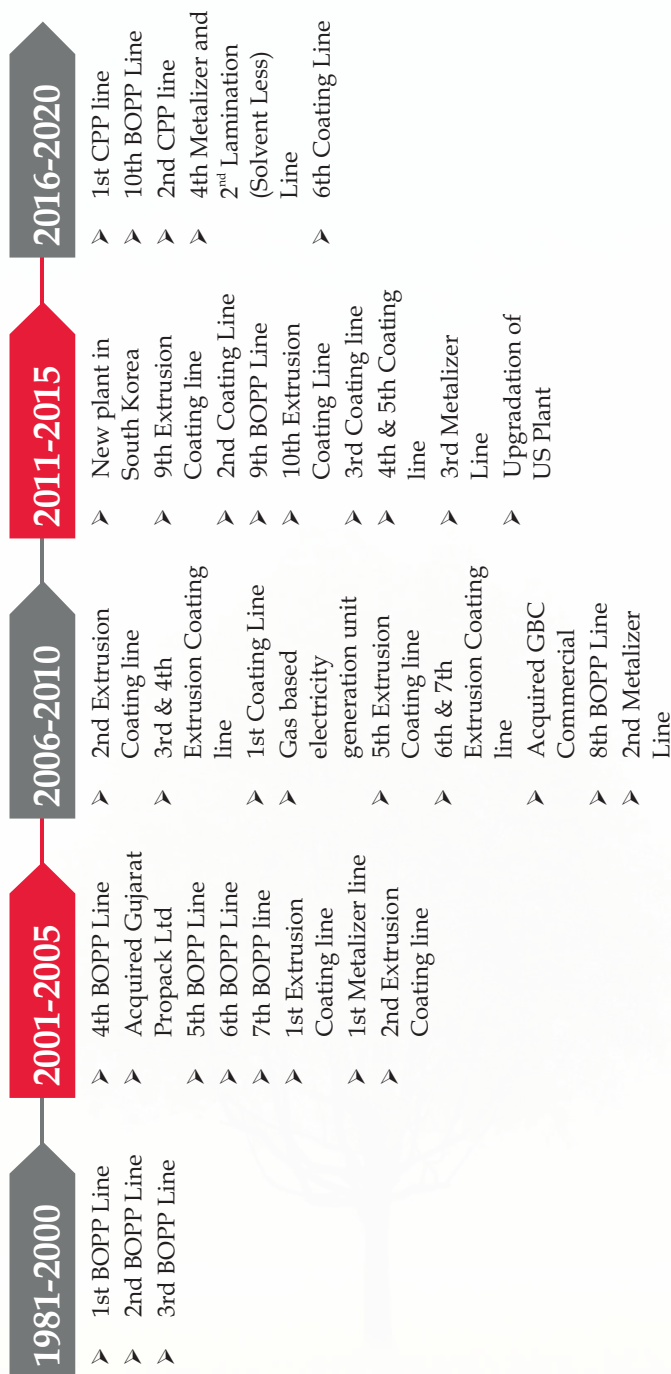 1981-2000
1st BOPP Line
2nd BOPP Line
3rd BOPP Line
2001-2005
4th BOPP Line
Acquired Gujarat
Propack Ltd
5th BOPP Line
6th BOPP Line
7th BOPP line
1st Extrusion
Coating line
1st Metalizer line
2nd Extrusion
Coating line
2006-2010
2nd Extrusion
Coating line
3rd & 4th
Extrusion Coating
line
1st Coating Line
Gas based
electricity
generation unit
5th Extrusion
Coating line
6th & 7th
Extrusion Coating
line
Acquired GBC
Commercial
8th BOPP Line
2nd Metalizer
Line
2011-2015
New plant in
South Korea
9th Extrusion
Coating line
2nd Coating Line
9th BOPP Line
10th Extrusion
Coating Line
3rd Coating line
4th & 5th Coating
line
3rd Metalizer
Line
Upgradation of
US Plant
2016-2020
1st CPP line
10th BOPP Line
2nd CPP line
4th Metalizer and
2nd Lamination
(Solvent Less)
Line
6th Coating Line